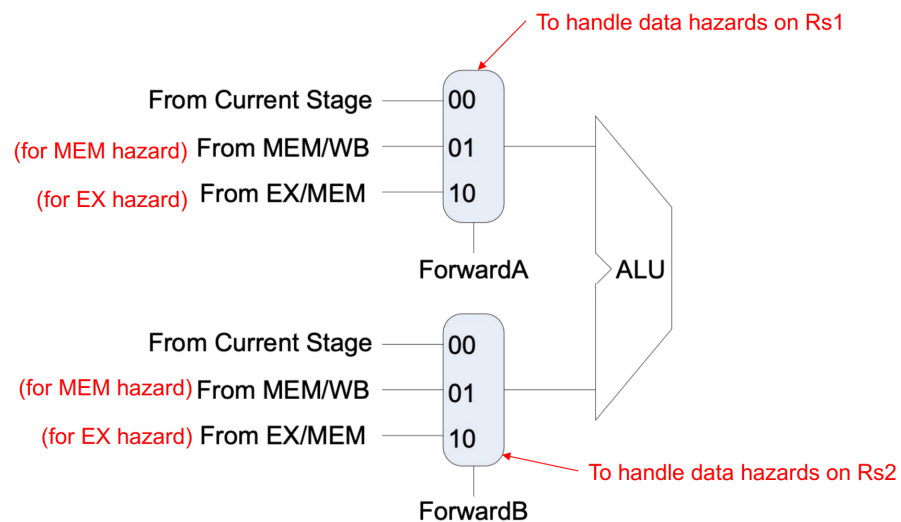 To handle data hazards on Rs1
From Current Stage 00
(for MEM hazard) From MEM/WB 01
(for EX hazard) From EX/MEM 10
ForwardA
ALU
From Current Stage 00
(for MEM hazard) From MEM/WB 01
(for EX hazard) From EX/MEM 10
To handle data hazards on Rs2
ForwardB